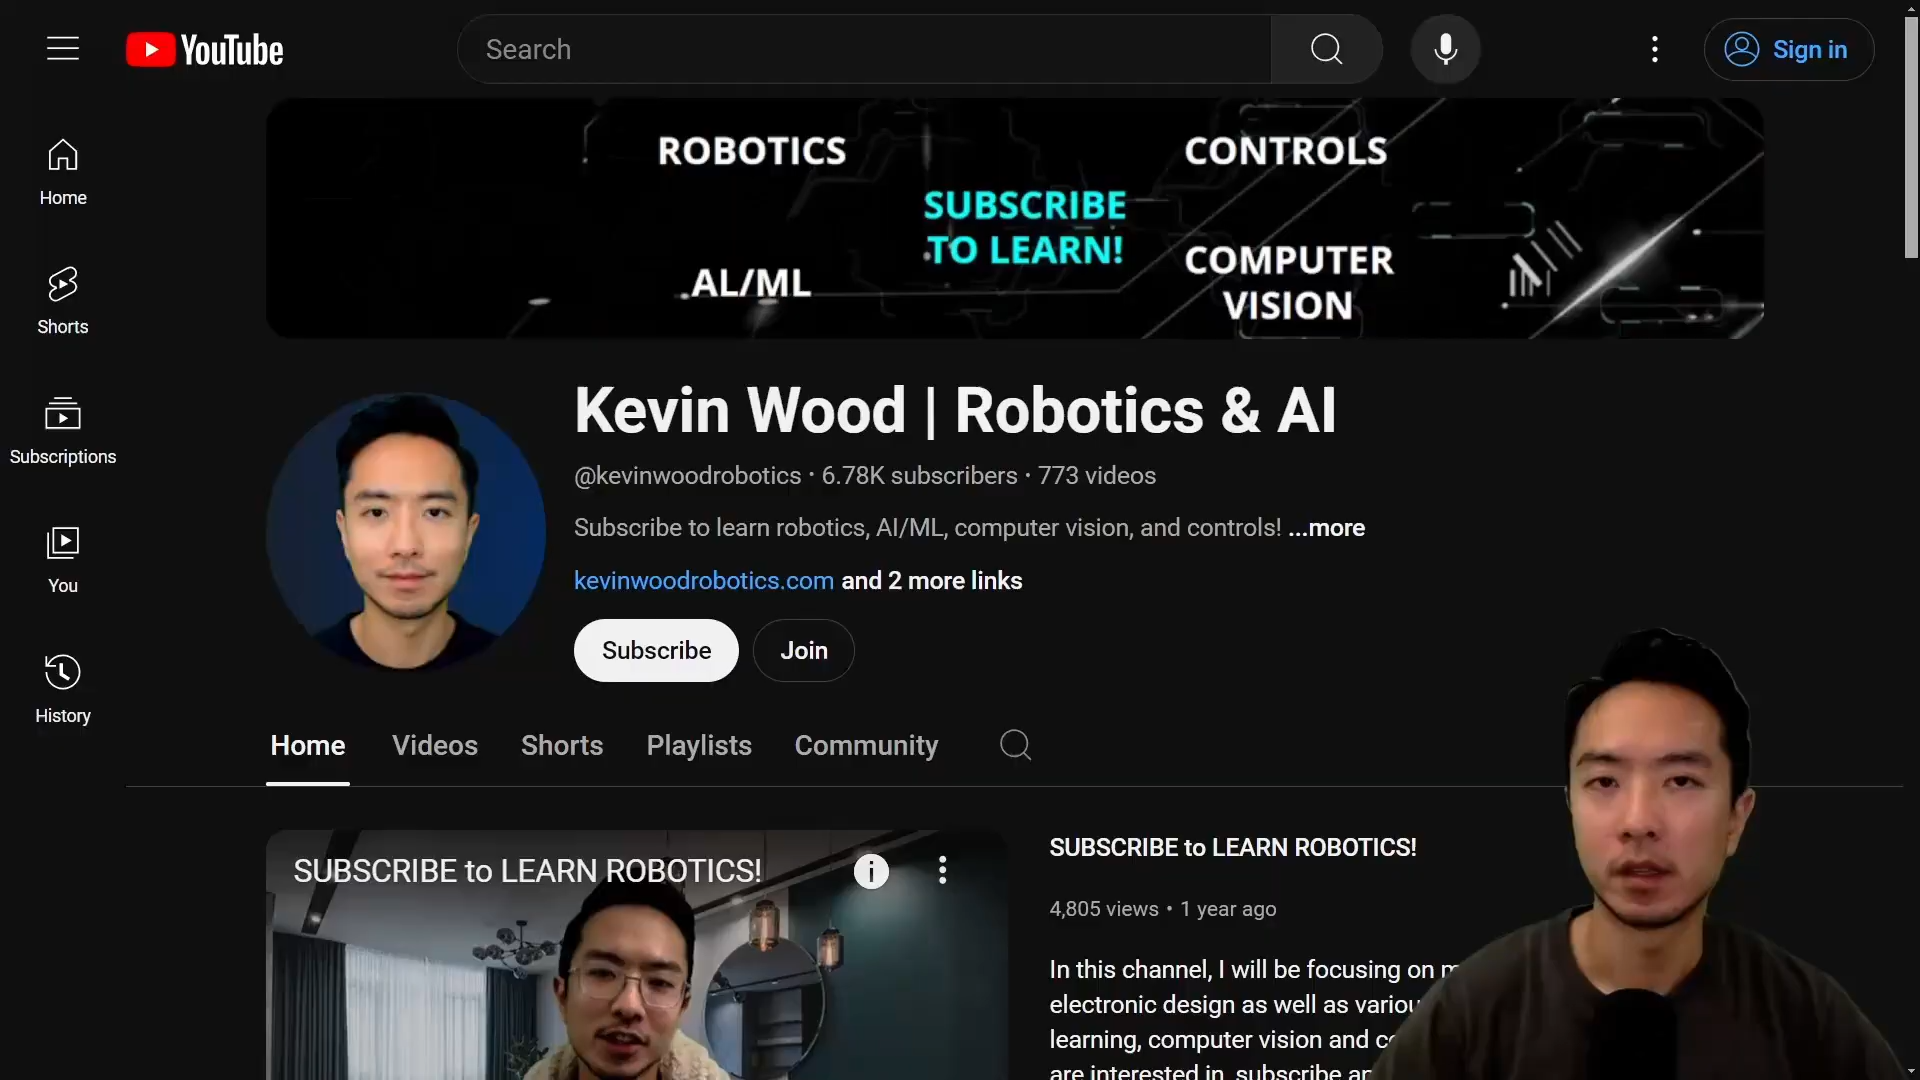 YouTube
Search
Sign in
Home
Shorts
Subscriptions
You
History
ROBOTICS
CONTROLS
SUBSCRIBE
TO LEARN!
AI/ML
COMPUTER
VISION
Kevin Wood | Robotics & AI
@kevinwoodrobotics • 6.78K subscribers • 773 videos
Subscribe to learn robotics, AI/ML, computer vision, and controls! ...more
kevinwoodrobotics.com and 2 more links
Subscribe
Join
Home
Videos
Shorts
Playlists
Community
SUBSCRIBE to LEARN ROBOTICS!
SUBSCRIBE to LEARN ROBOTICS!
4,805 views • 1 year ago
In this channel, I will be focusing on
electronic design as well as
learning, computer vision and
are interested in, subscribe